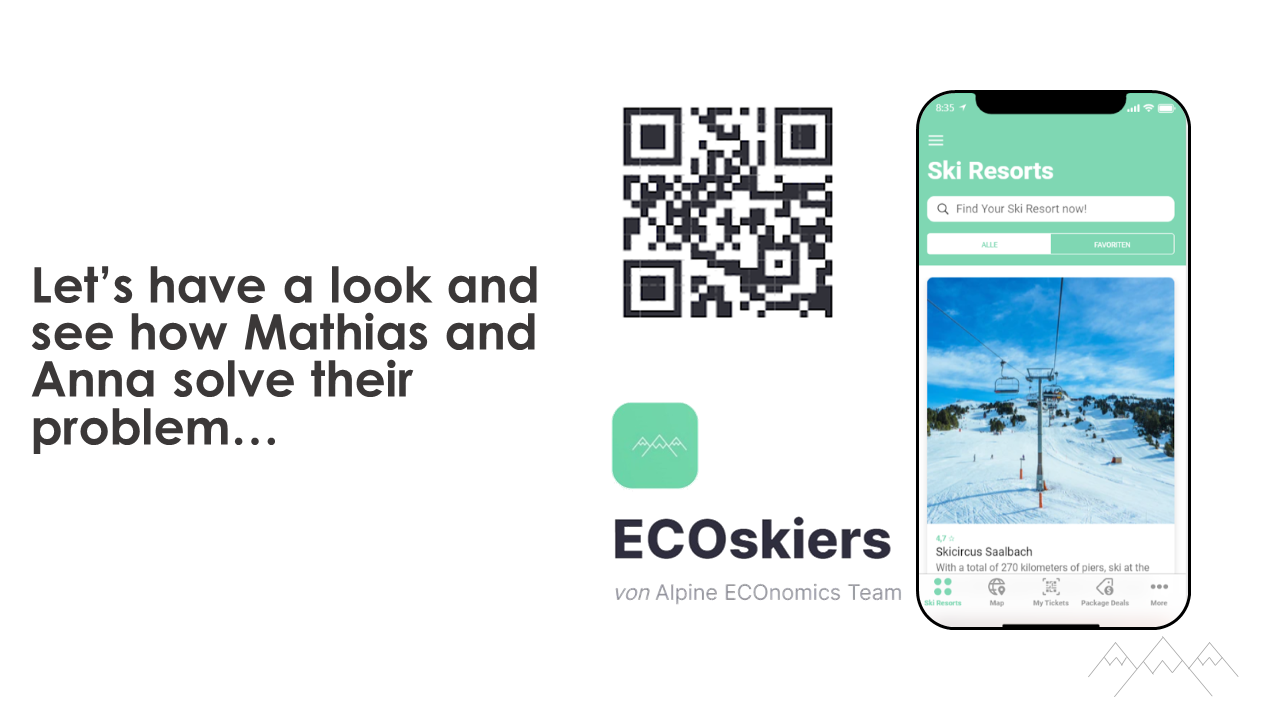 Let’s have a look and
see how Mathias and
Anna solve their
problem…
ECOskiers
von Alpine ECOnomics Team
8:35
Ski Resorts
Find Your Ski Resort now!
ALLE
FAVORITEN
4,7 ☆
Skicircus Saalbach
With a total of 270 kilometers of piers, ski at the
Ski Resorts
Map
My Tickets
Package Deals
More